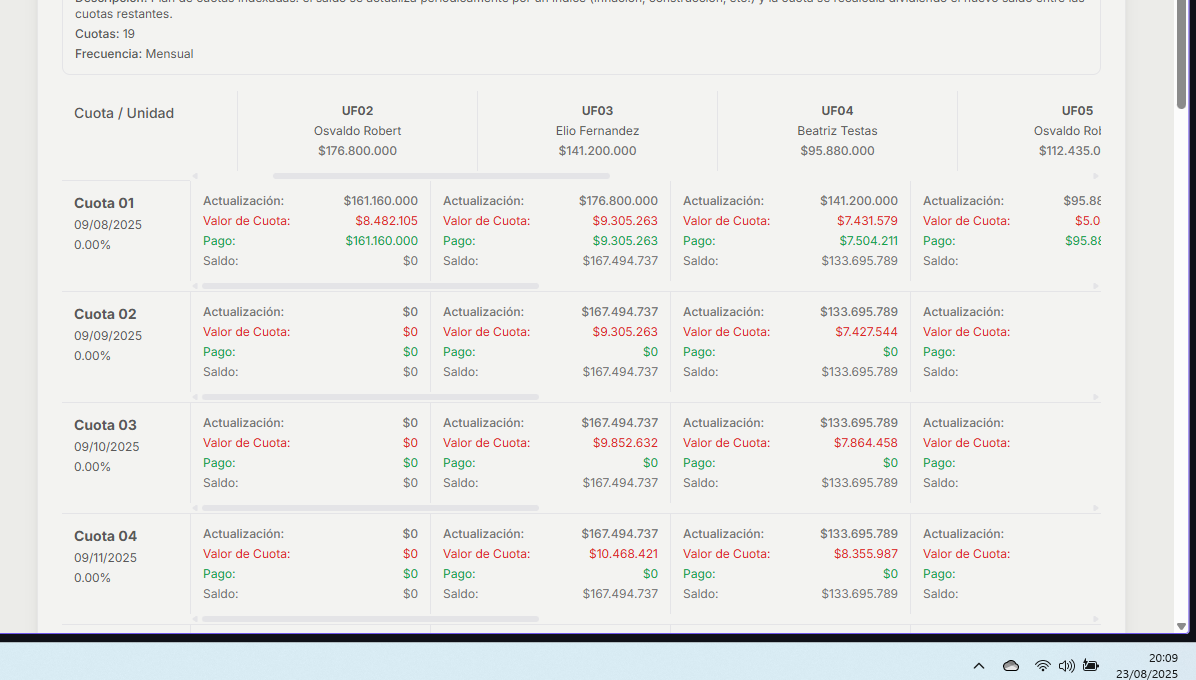 cuotas restantes.
Cuotas: 19
Frecuencia: Mensual
Cuota / Unidad
UF02
Osvaldo Robert
$176.800.000
UF03
Elio Fernandez
$141.200.000
UF04
Beatriz Testas
$95.880.000
UF05
Osvaldo Rob
$112.435.0
Cuota 01
09/08/2025
0.00%
Actualización: $161.160.000
Valor de Cuota: $8.482.105
Pago: $161.160.000
Saldo: $0
Actualización: $176.800.000
Valor de Cuota: $9.305.263
Pago: $9.305.263
Saldo: $167.494.737
Actualización: $141.200.000
Valor de Cuota: $7.431.579
Pago: $7.504.211
Saldo: $133.695.789
Actualización: $95.88
Valor de Cuota: $5.0
Pago: $95.88
Saldo:
Cuota 02
09/09/2025
0.00%
Actualización: $0
Valor de Cuota: $0
Pago: $0
Saldo: $0
Actualización: $167.494.737
Valor de Cuota: $9.305.263
Pago: $0
Saldo: $167.494.737
Actualización: $133.695.789
Valor de Cuota: $7.427.544
Pago: $0
Saldo: $133.695.789
Actualización:
Valor de Cuota:
Pago:
Saldo:
Cuota 03
09/10/2025
0.00%
Actualización: $0
Valor de Cuota: $0
Pago: $0
Saldo: $0
Actualización: $167.494.737
Valor de Cuota: $9.852.632
Pago: $0
Saldo: $167.494.737
Actualización: $133.695.789
Valor de Cuota: $7.864.458
Pago: $0
Saldo: $133.695.789
Actualización:
Valor de Cuota:
Pago:
Saldo:
Cuota 04
09/11/2025
0.00%
Actualización: $0
Valor de Cuota: $0
Pago: $0
Saldo: $0
Actualización: $167.494.737
Valor de Cuota: $10.468.421
Pago: $0
Saldo: $167.494.737
Actualización: $133.695.789
Valor de Cuota: $8.355.987
Pago: $0
Saldo: $133.695.789
Actualización:
Valor de Cuota:
Pago:
Saldo:
20:09
23/08/2025